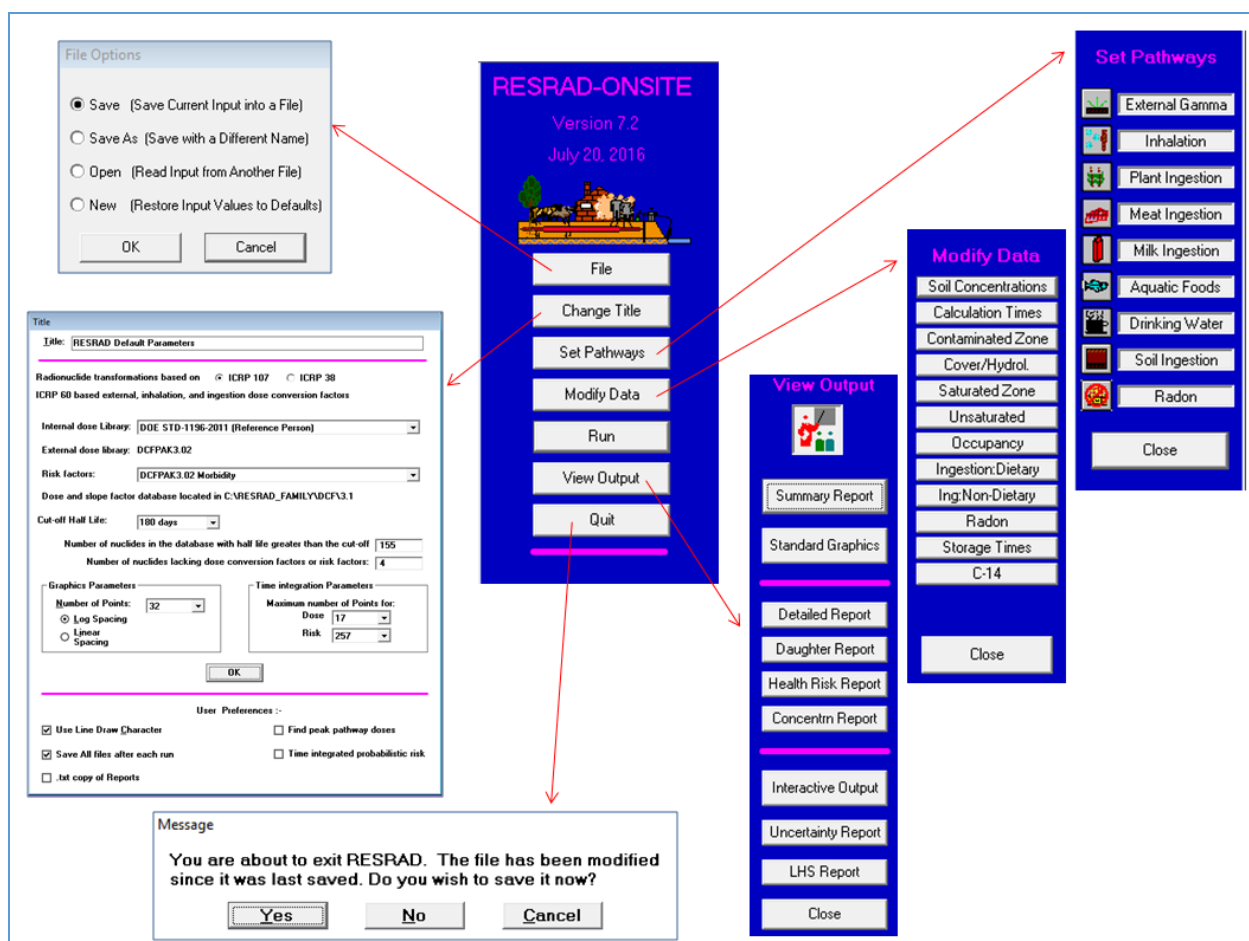 File Options
Save (Save Current Input into a File)
Save As (Save with a Different Name)
Open (Read Input from Another File)
New (Restore Input Values to Defaults)
OK
Cancel
RESRAD-ONSITE
Version 7.2
July 20, 2016
File
Change Title
Set Pathways
Modify Data
Run
View Output
Quit
Set Pathways
External Gamma
Inhalation
Plant Ingestion
Meat Ingestion
Milk Ingestion
Aquatic Foods
Drinking Water
Soil Ingestion
Radon
Close
Modify Data
Soil Concentrations
Calculation Times
Contaminated Zone
Cover/Hydrol.
Saturated Zone
Unsaturated
Occupancy
Ingestion:Dietary
Ing:Non-Dietary
Radon
Storage Times
C-14
Close
Title
Title: RESRAD Default Parameters
Radionuclide transformations based on ICRP 107 ICRP 38
ICRP 60 based external, inhalation, and ingestion dose conversion factors
Internal dose Library: DOE STD-1196-2011 (Reference Person)
External dose library: DCFPAK3.02
Risk factors: DCFPAK3.02 Morbidity
Dose and slope factor database located in C:\RESRAD_FAMILY\DCF\3.1
Cut-off Half Life: 180 days
Number of nuclides in the database with half life greater than the cut-off 155
Number of nuclides lacking dose conversion factors or risk factors: 4
Graphics Parameters
Number of Points: 32
Log Spacing
Linear
Spacing
Time integration Parameters
Maximum number of Points for:
Dose 17
Risk 257
OK
User Preferences :-
Use Line Draw Character
Find peak pathway doses
Save All files after each run
Time integrated probabilistic risk
.txt copy of Reports
View Output
Summary Report
Standard Graphics
Detailed Report
Daughter Report
Health Risk Report
Concentrn Report
Interactive Output
Uncertainty Report
LHS Report
Close
Message
You are about to exit RESRAD. The file has been modified
since it was last saved. Do you wish to save it now?
Yes
No
Cancel